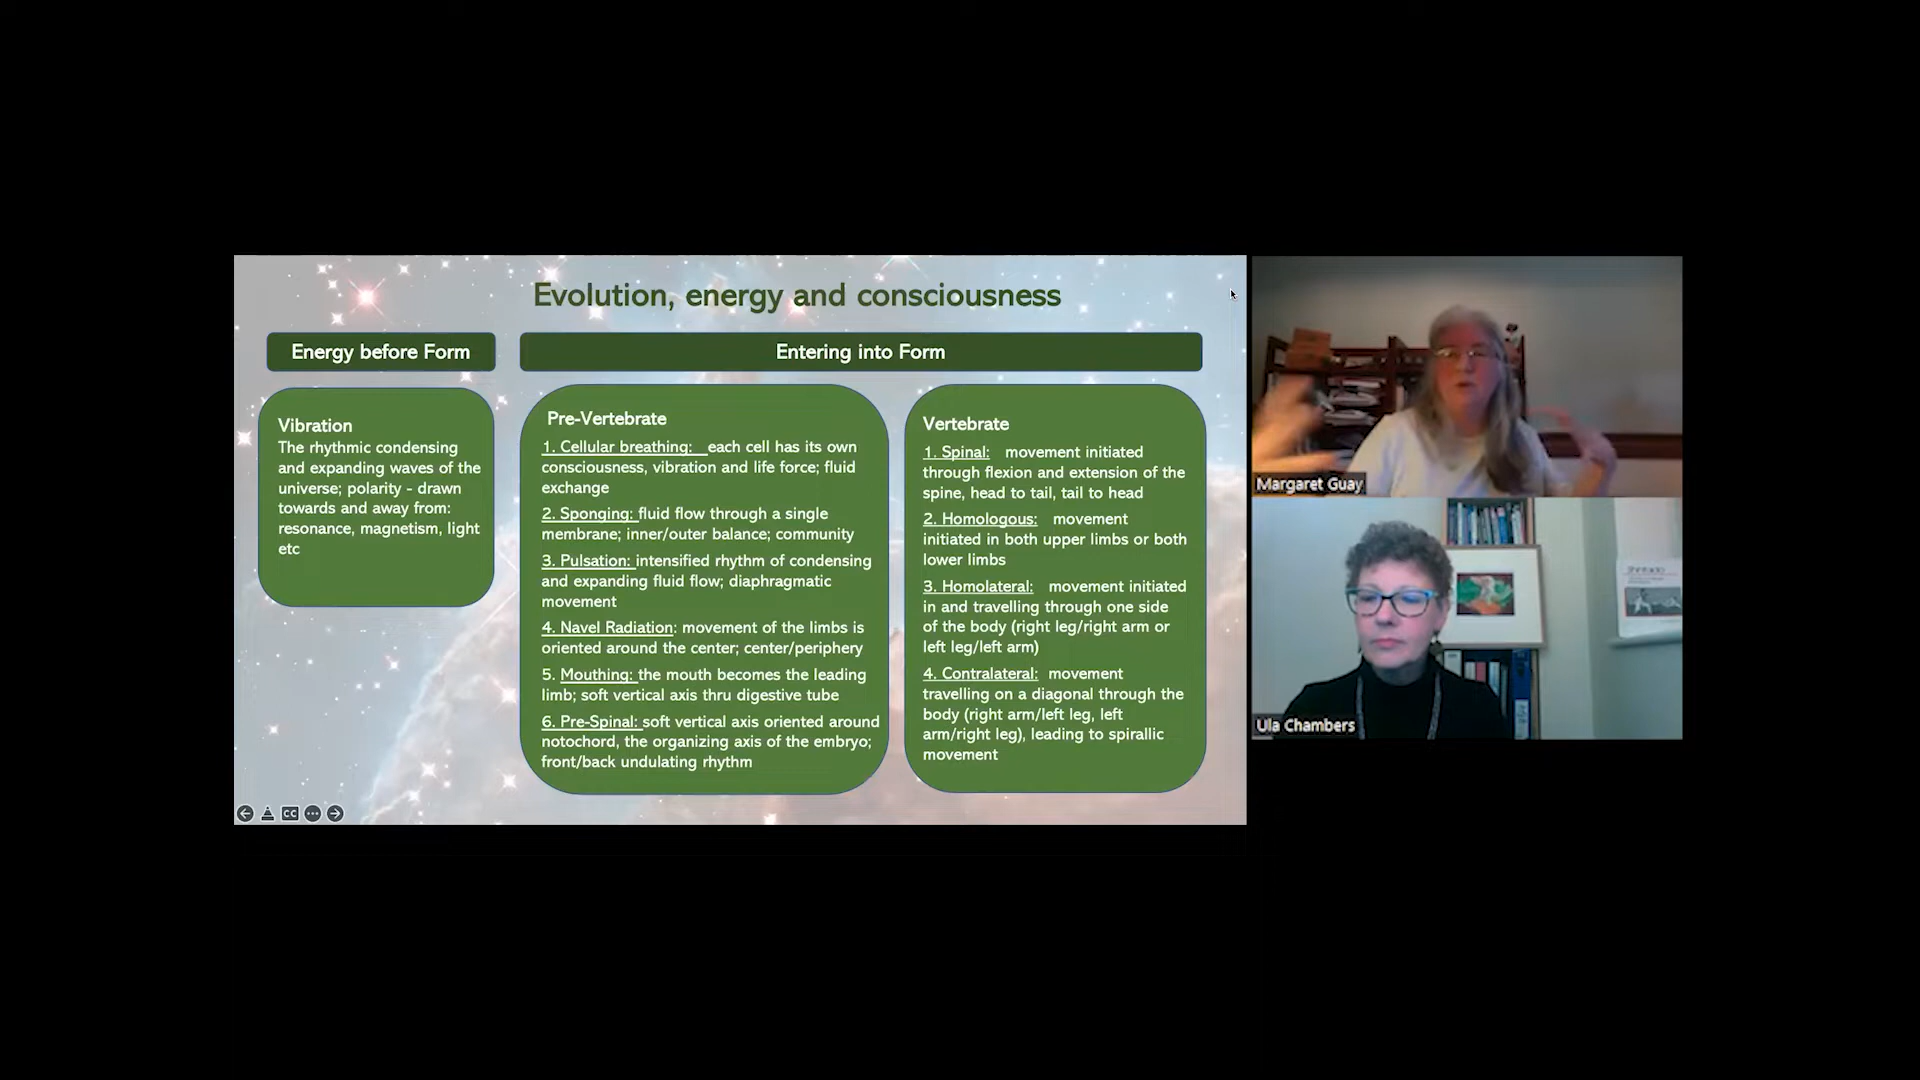 Evolution, energy and consciousness
Energy before Form
Entering into Form
Vibration
The rhythmic condensing
and expanding waves of the
universe; polarity - drawn
towards and away from:
resonance, magnetism, light
etc
Pre-Vertebrate
1. Cellular breathing: each cell has its own
consciousness, vibration and life force; fluid
exchange
2. Sponging: fluid flow through a single
membrane; inner/outer balance; community
3. Pulsation: intensified rhythm of condensing
and expanding fluid flow; diaphragmatic
movement
4. Navel Radiation: movement of the limbs is
oriented around the center; center/periphery
5. Mouthing: the mouth becomes the leading
limb; soft vertical axis thru digestive tube
6. Pre-Spinal: soft vertical axis oriented around
notochord, the organizing axis of the embryo;
front/back undulating rhythm
Vertebrate
1. Spinal: movement initiated
through flexion and extension of the
spine, head to tail, tail to head
2. Homologous: movement
initiated in both upper limbs or both
lower limbs
3. Homolateral: movement initiated
in and travelling through one side
of the body (right leg/right arm or
left leg/left arm)
4. Contralateral: movement
travelling on a diagonal through the
body (right arm/left leg, left
arm/right leg), leading to spirallic
movement
CC
Margaret Guay
Ula Chambers